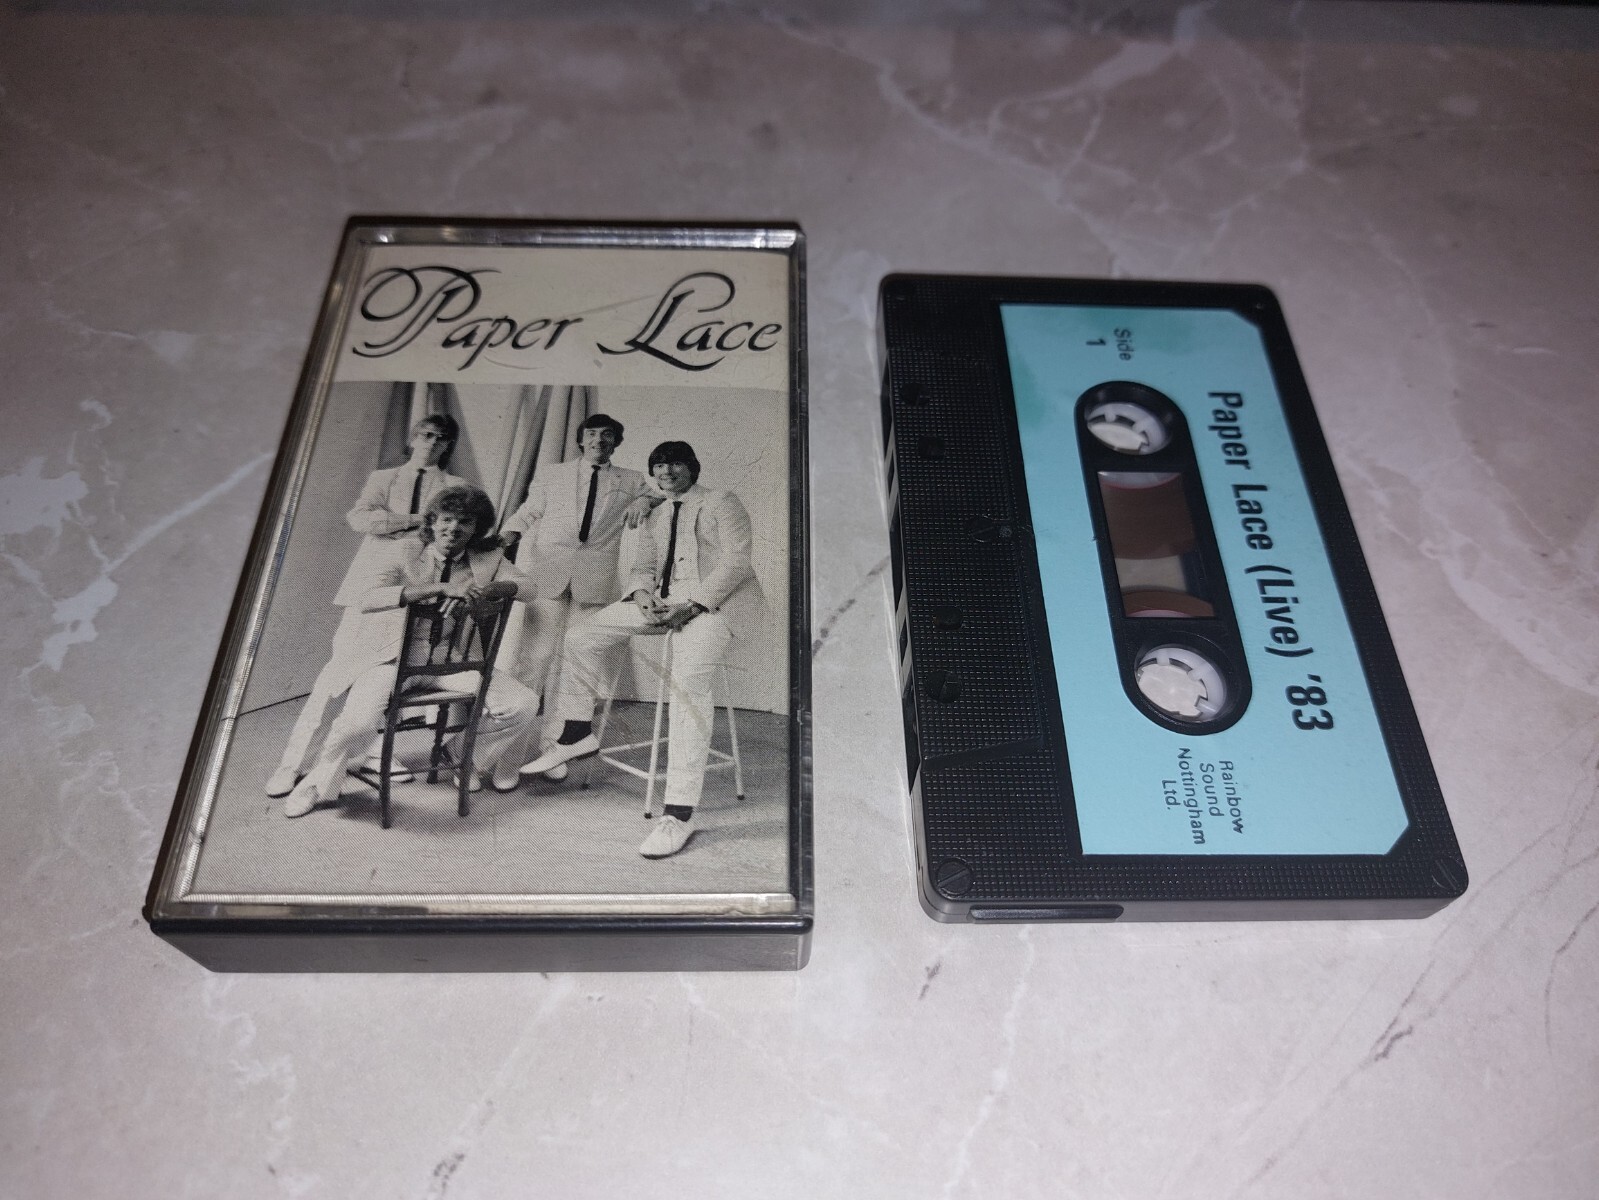 Paper Lace
Side
1
Paper Lace (Live) '83
Rainbow
Sound
Nottingham
Ltd.